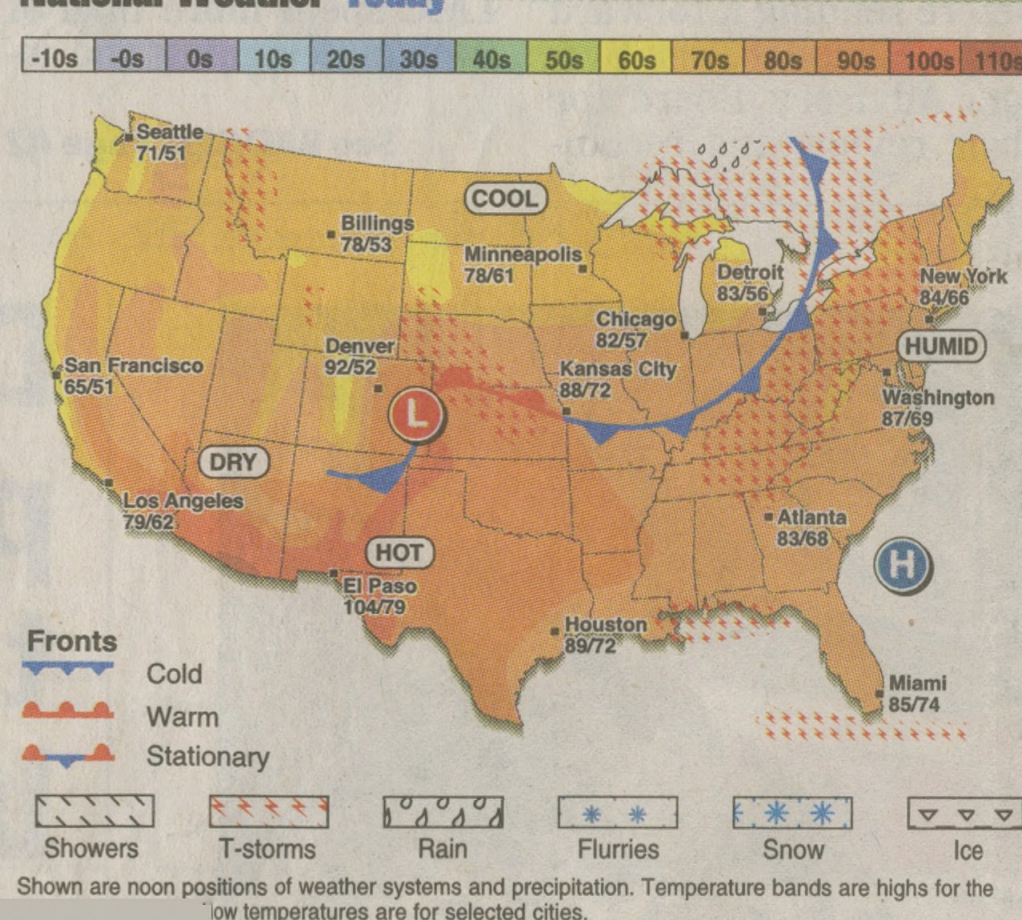 National Weather Today
-10s -0s 0s 10s 20s 30s 40s 50s 60s 70s 80s 90s 100s 110s
Seattle
71/51
COOL
Billings
78/53
Minneapolis
78/61
Detroit
83/56
New York
84/66
Chicago
82/57
HUMID
Denver
92/52
San Francisco
65/51
Kansas City
88/72
Washington
87/69
L
DRY
Los Angeles
79/62
Atlanta
83/68
HOT
H
El Paso
104/79
Houston
89/72
Miami
85/74
Fronts
Cold
Warm
Stationary
Showers T-storms Rain Flurries Snow Ice
Shown are noon positions of weather systems and precipitation. Temperature bands are highs for the
low temperatures are for selected cities.